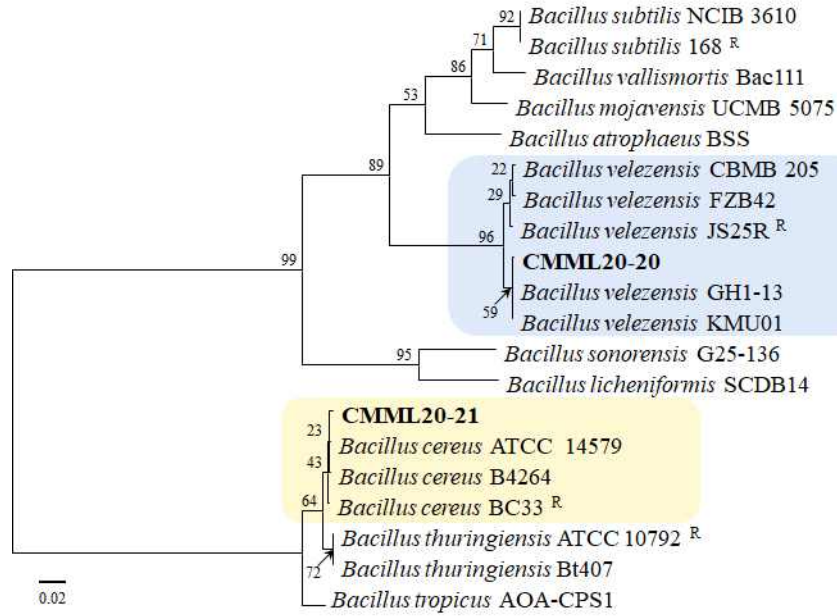 92
Bacillus subtilis NCIB 3610
Bacillus subtilis 168 R
71
Bacillus vallismortis Bac111
86
Bacillus mojavensis UCMB 5075
53
Bacillus atrophaeus BSS
89
22
Bacillus velezensis CBMB 205
29
Bacillus velezensis FZB42
Bacillus velezensis JS25R R
96
CMML20-20
59
Bacillus velezensis GH1-13
Bacillus velezensis KMU01
99
95
Bacillus sonorensis G25-136
Bacillus licheniformis SCDB14
CMML20-21
23
Bacillus cereus ATCC 14579
43
Bacillus cereus B4264
64
Bacillus cereus BC33 R
Bacillus thuringiensis ATCC 10792 R
72
Bacillus thuringiensis Bt407
Bacillus tropicus AOA-CPS1
0.02